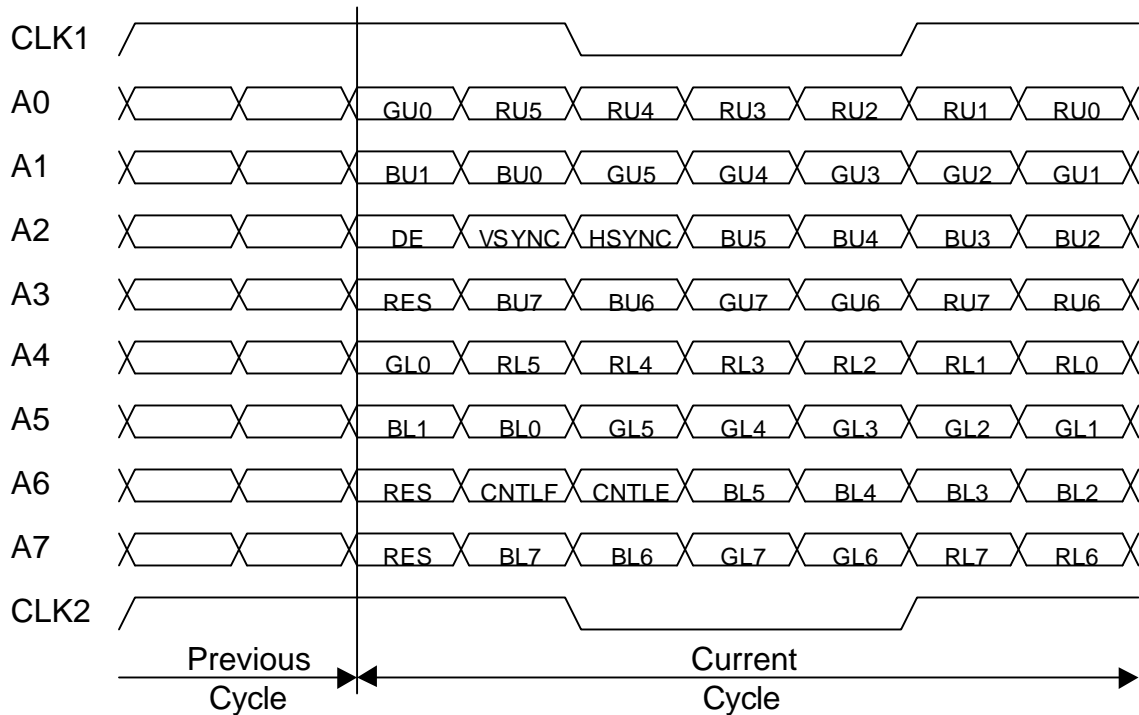 CLK1
A0 GU0 RU5 RU4 RU3 RU2 RU1 RU0
A1 BU1 BU0 GU5 GU4 GU3 GU2 GU1
A2 DE VSYNC HSYNC BU5 BU4 BU3 BU2
A3 RES BU7 BU6 GU7 GU6 RU7 RU6
A4 GL0 RL5 RL4 RL3 RL2 RL1 RL0
A5 BL1 BL0 GL5 GL4 GL3 GL2 GL1
A6 RES CNTLF CNTLE BL5 BL4 BL3 BL2
A7 RES BL7 BL6 GL7 GL6 RL7 RL6
CLK2
Previous Current
Cycle Cycle